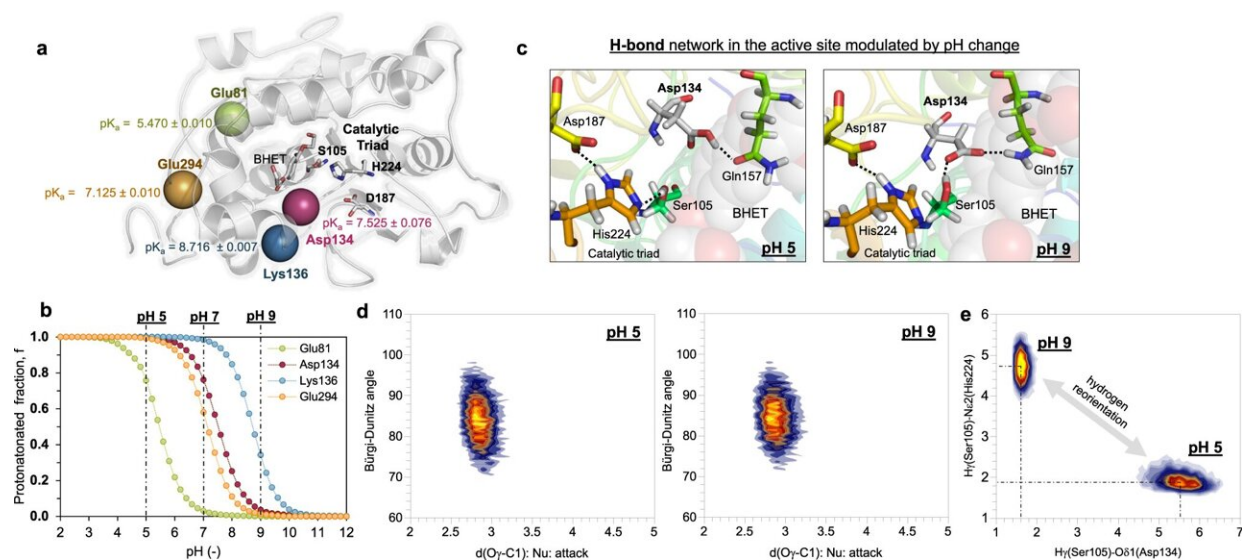 a
Glu81
pKa = 5.470 ± 0.010
Catalytic
Triad
BHET
S105
H224
Glu294
pKa = 7.125 ± 0.010
D187
pKa = 7.525 ± 0.076
Asp134
pKa = 8.716 ± 0.007
Lys136
c
H-bond network in the active site modulated by pH change
Asp134
Asp187
Gln157
Ser105
BHET
His224
Catalytic triad
pH 5
Asp134
Asp187
Gln157
Ser105
BHET
His224
Catalytic triad
pH 9
b
pH 5
pH 7
pH 9
Protonatonated fraction, f
1.0
0.8
0.6
0.4
0.2
0.0
Glu81
Asp134
Lys136
Glu294
2 3 4 5 6 7 8 9 10 11 12
pH (-)
d
pH 5
Bürgi-Dunitz angle
110
100
90
80
70
60
2 2.5 3 3.5 4 4.5 5
d(Oγ-C1): Nu: attack
pH 9
Bürgi-Dunitz angle
110
100
90
80
70
60
2 2.5 3 3.5 4 4.5 5
d(Oγ-C1): Nu: attack
e
pH 9
hydrogen
reorientation
pH 5
Hγ(Ser105)-Nε2(His224)
6
5
4
3
2
1
1 2 3 4 5 6 7
Hγ(Ser105)-Oδ1(Asp134)